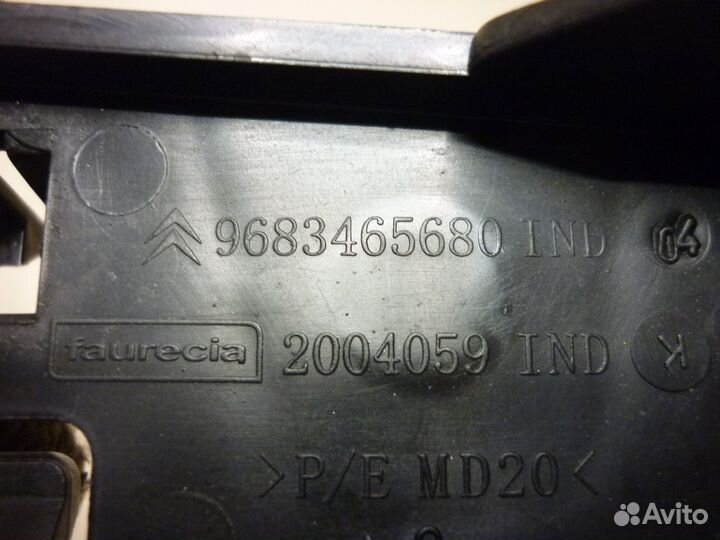 9683465680 IND 04
faurecia 2004059 IND K
>P/E MD20<
Avito